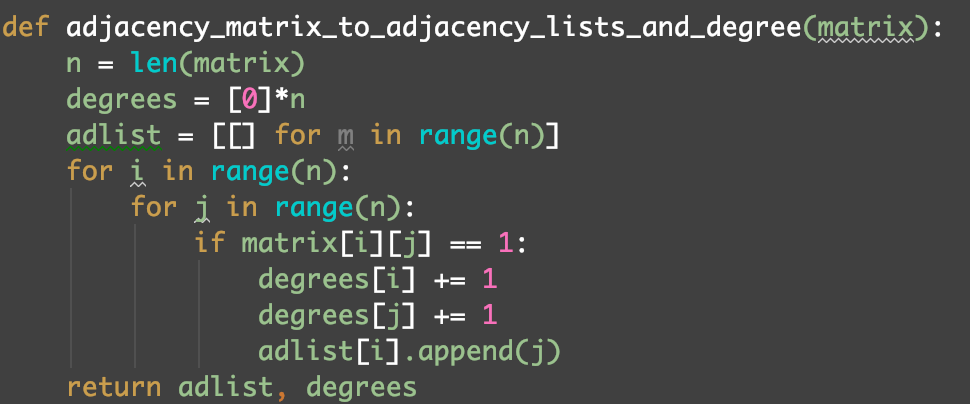 def adjacency_matrix_to_adjacency_lists_and_degree(matrix):
    n = len(matrix)
    degrees = [0]*n
    adlist = [[] for m in range(n)]
    for i in range(n):
        for j in range(n):
            if matrix[i][j] == 1:
                degrees[i] += 1
                degrees[j] += 1
                adlist[i].append(j)
    return adlist, degrees